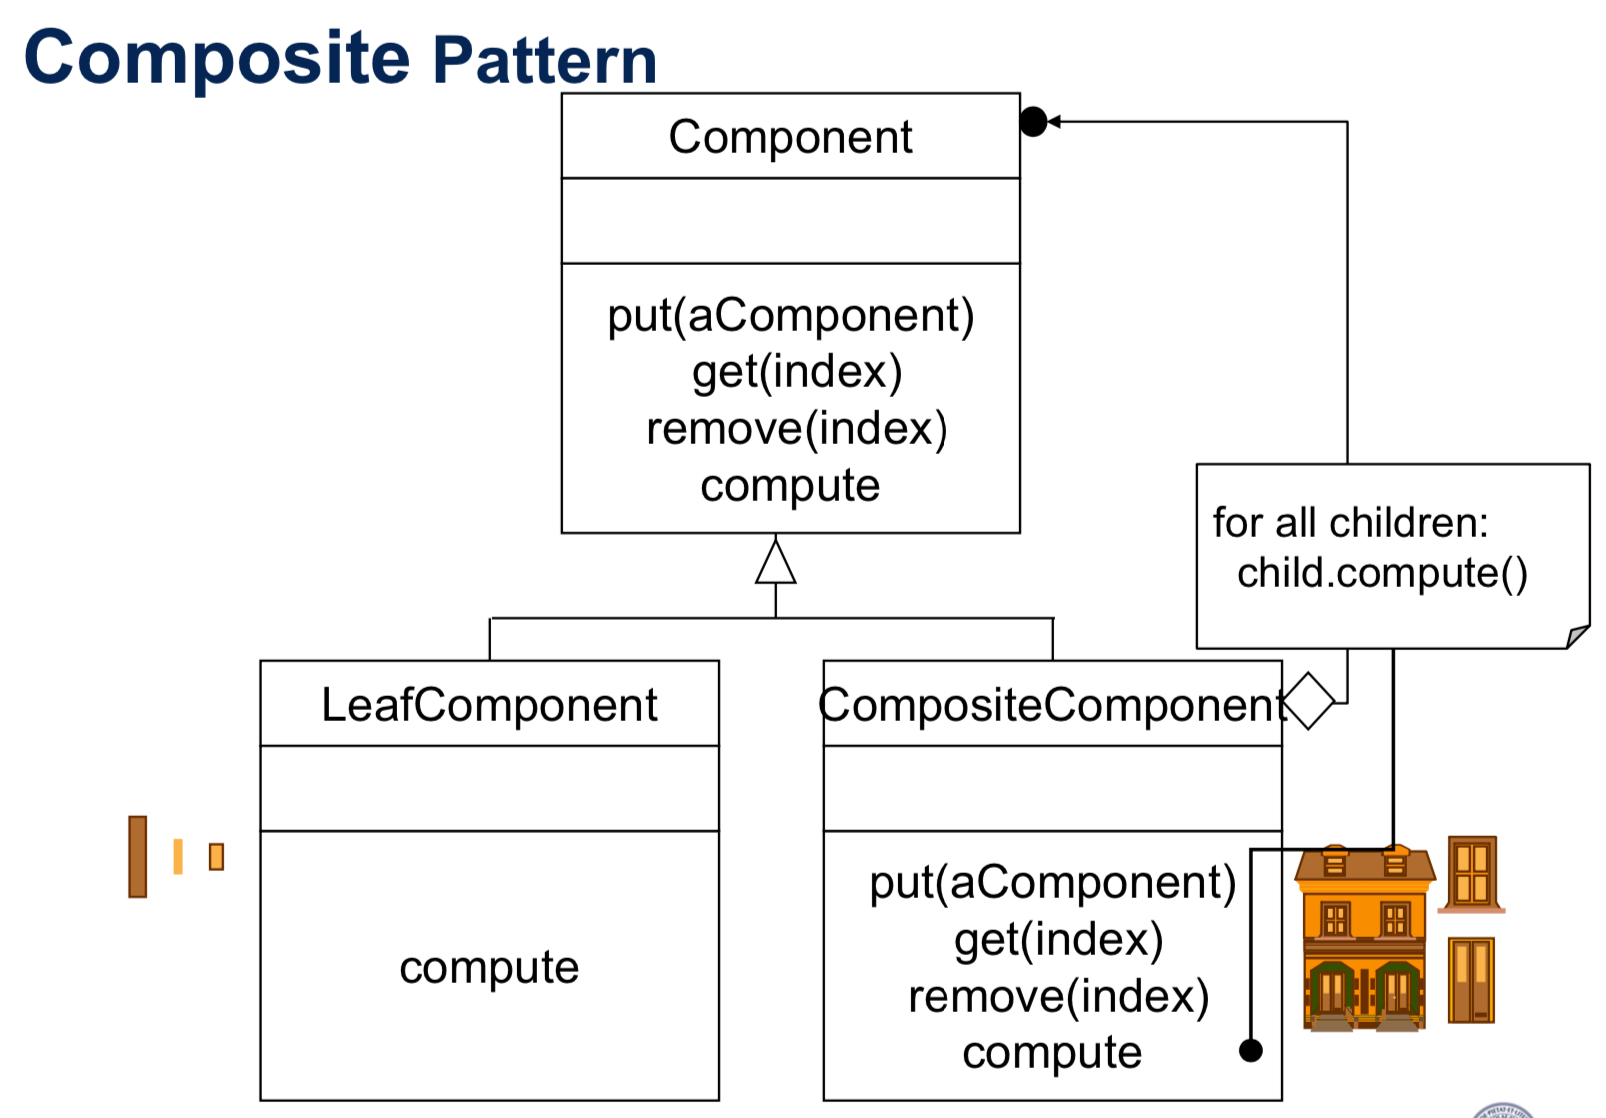 Composite Pattern
Component
put(aComponent)
get(index)
remove(index)
compute
for all children:
child.compute()
LeafComponent
compute
CompositeComponent
put(aComponent)
get(index)
remove(index)
compute